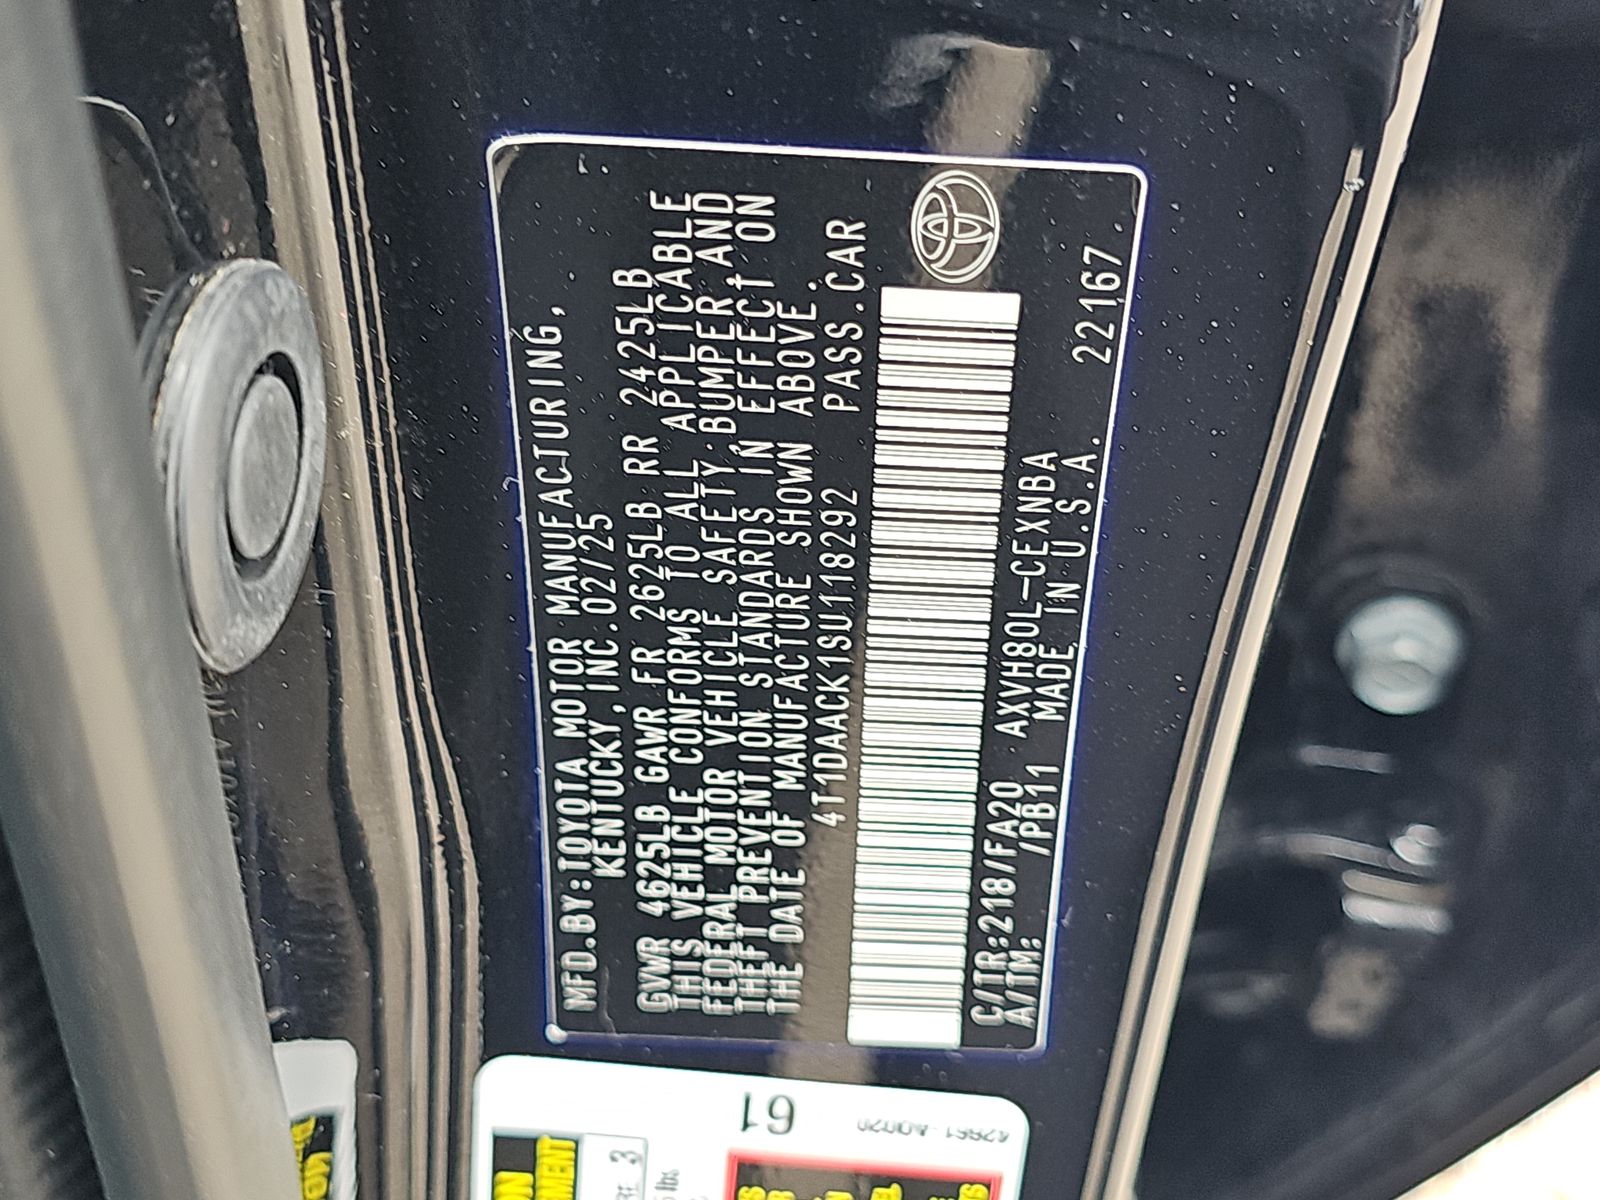 MFD.BY:TOYOTA MOTOR MANUFACTURING,
KENTUCKY,INC.02/25
GVWR 4625LB GAWR FR 2625LB RR 2425LB
THIS VEHICLE CONFORMS TO ALL APPLICABLE
FEDERAL MOTOR VEHICLE SAFETY,BUMPER AND
THEFT PREVENTION STANDARDS IN EFFECT ON
THE DATE OF MANUFACTURE SHOWN ABOVE.
4T1DAACK1SU118292 PASS.CAR
C/TR:218/FA20 AXVH80L-CEXNBA
A/TM: /PB11 MADE IN U.S.A. 22167
61